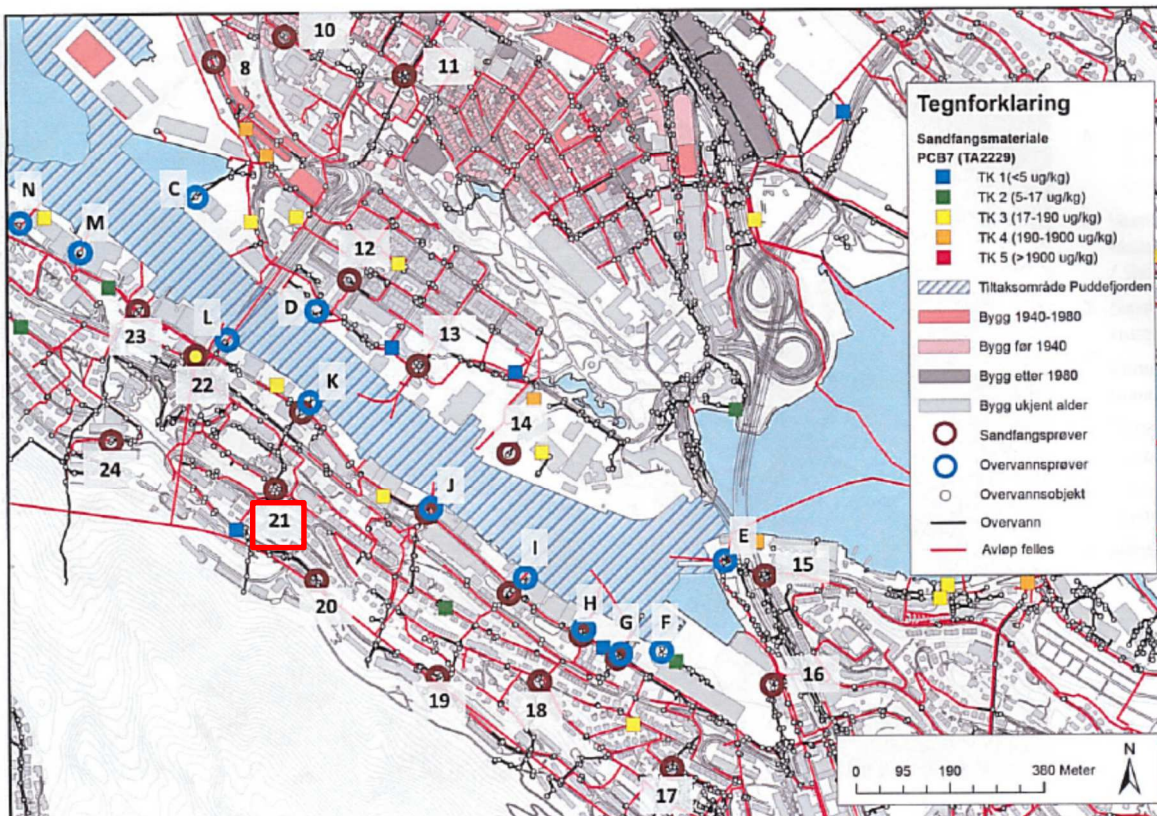 10
8
11
N
M
C
12
D
13
23
L
22
K
14
24
J
21
E
15
I
20
H
G
F
16
19
18
17
Tegnforklaring
Sandfangsmateriale
PCB7 (TA2229)
TK 1(<5 ug/kg)
TK 2 (5-17 ug/kg)
TK 3 (17-190 ug/kg)
TK 4 (190-1900 ug/kg)
TK 5 (>1900 ug/kg)
Tiltaksområde Puddefjorden
Bygg 1940-1980
Bygg før 1940
Bygg etter 1980
Bygg ukjent alder
Sandfangsprøver
Overvannsprøver
Overvannsobjekt
Overvann
Avløp felles
N
0 95 190 380 Meter